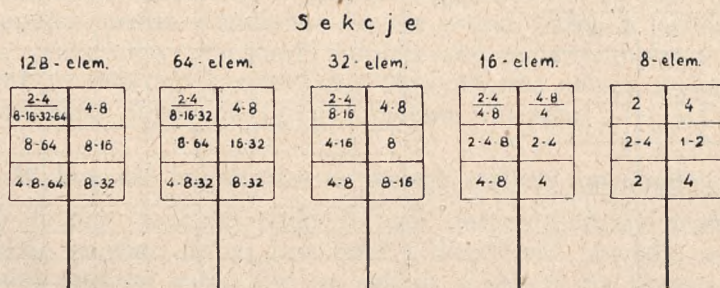 Sekcje
128-elem. 64-elem. 32-elem. 16-elem. 8-elem.
2-4 4-8 2-4 4-8 2-4 4-8 2-4 4-8 2 4
8-16-32-64 8-16-32 8-16 4-8 4
8-64 8-16 8-64 16-32 4-16 8 2-4-8 2-4 2-4 1-2
4-8-64 8-32 4-8-32 8-32 4-8 8-16 4-8 4 2 4